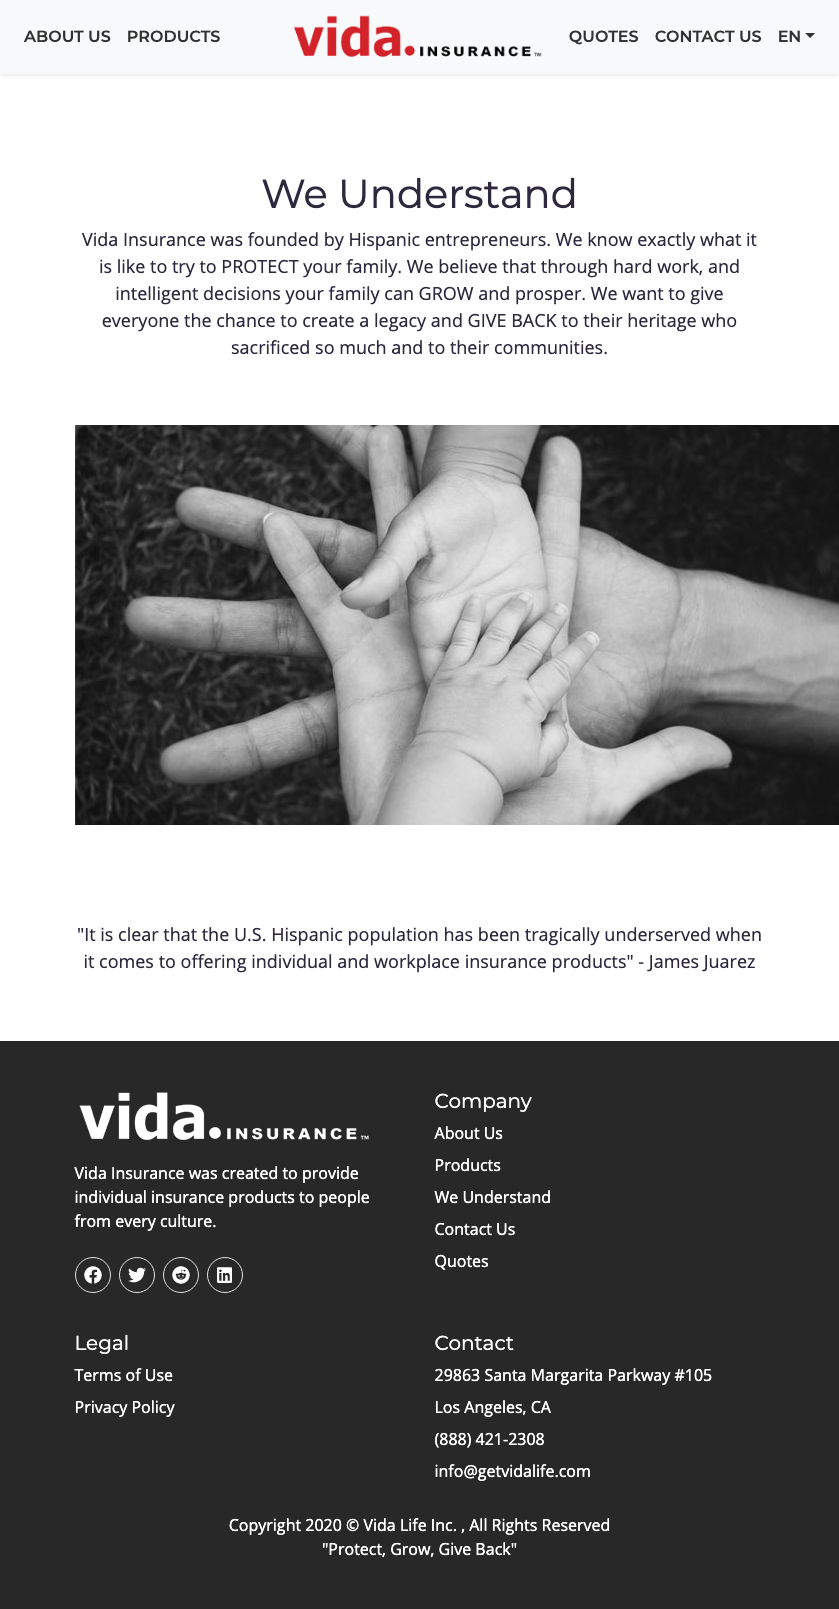 ABOUT US PRODUCTS vida.INSURANCE™ QUOTES CONTACT US EN
We Understand
Vida Insurance was founded by Hispanic entrepreneurs. We know exactly what it
is like to try to PROTECT your family. We believe that through hard work, and
intelligent decisions your family can GROW and prosper. We want to give
everyone the chance to create a legacy and GIVE BACK to their heritage who
sacrificed so much and to their communities.
"It is clear that the U.S. Hispanic population has been tragically underserved when
it comes to offering individual and workplace insurance products" - James Juarez
vida.INSURANCE™
Vida Insurance was created to provide
individual insurance products to people
from every culture.
Company
About Us
Products
We Understand
Contact Us
Quotes
Legal
Terms of Use
Privacy Policy
Contact
29863 Santa Margarita Parkway #105
Los Angeles, CA
(888) 421-2308
info@getvidalife.com
Copyright 2020 © Vida Life Inc. , All Rights Reserved
"Protect, Grow, Give Back"